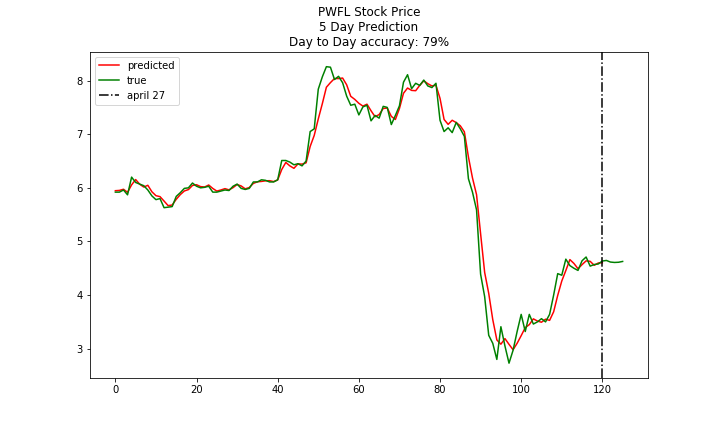 PWFL Stock Price
5 Day Prediction
Day to Day accuracy: 79%
predicted
true
april 27
8
7
6
5
4
3
0 20 40 60 80 100 120